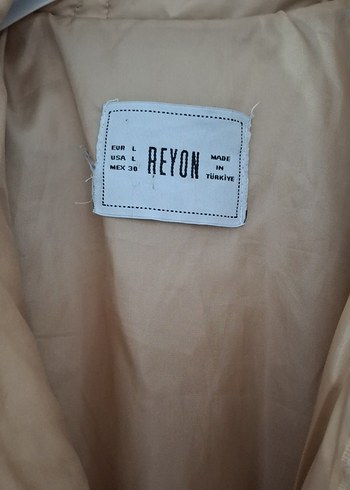 EUR L
USA L
MEX 30
REYON
MADE
IN
TÜRKİYE